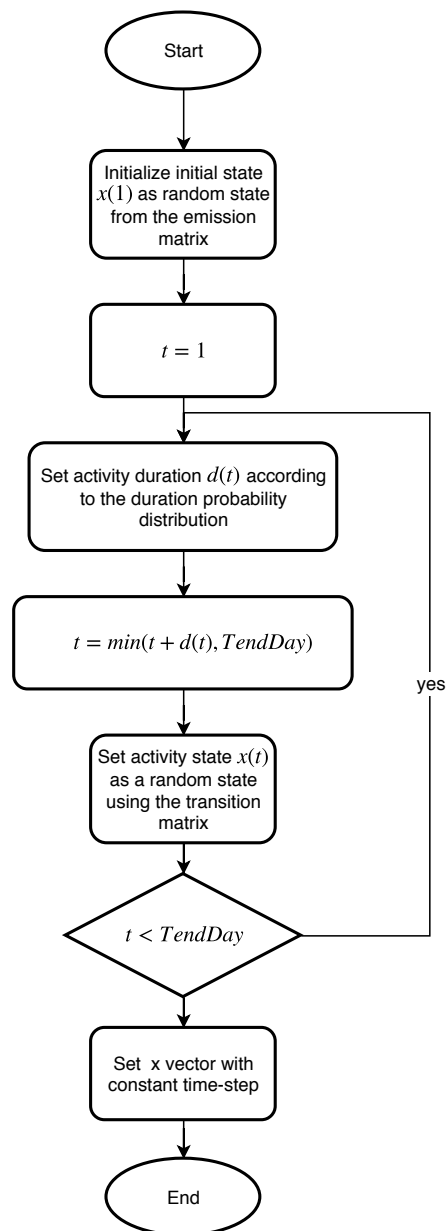 Start
Initialize initial state
x(1) as random state
from the emission
matrix
t = 1
Set activity duration d(t) according
to the duration probability
distribution
t = min(t + d(t), TendDay)
yes
Set activity state x(t)
as a random state
using the transition
matrix
t < TendDay
Set x vector with
constant time-step
End